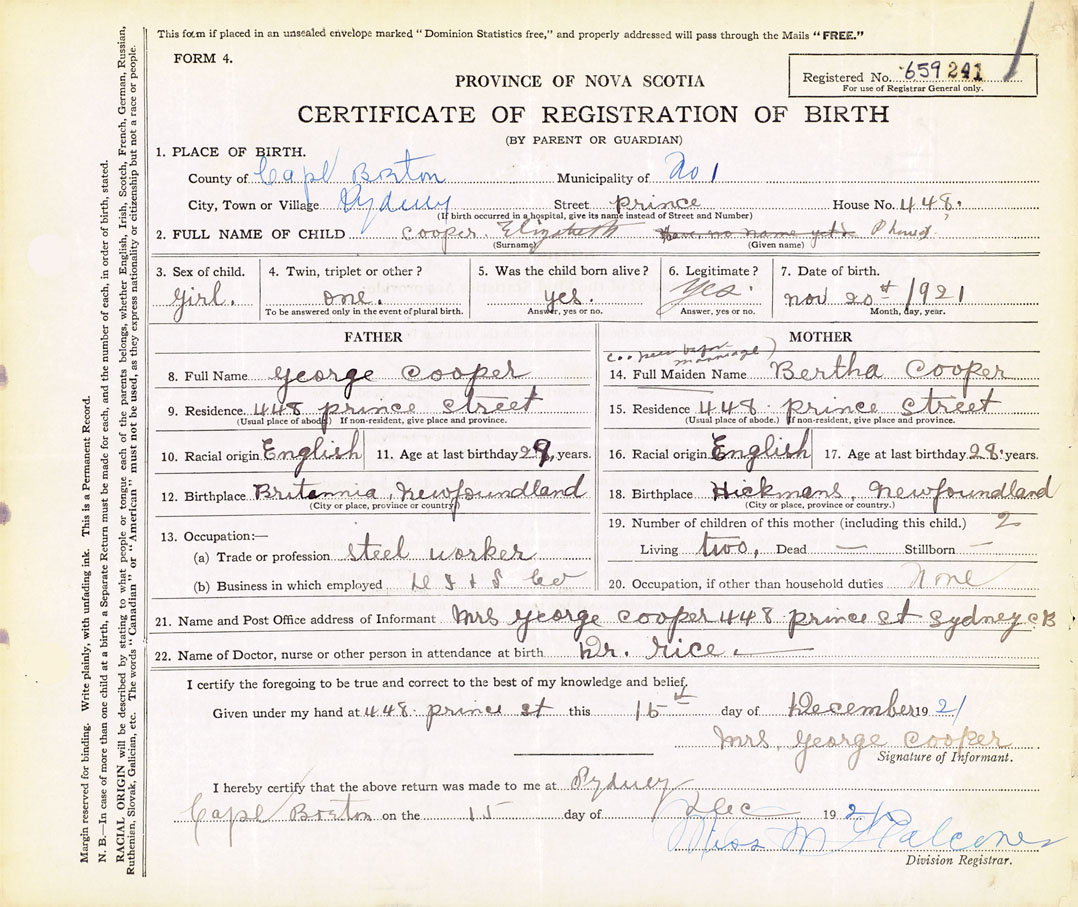 This form if placed in an unsealed envelope marked "Dominion Statistics free," and properly addressed will pass through the Mails "FREE."
FORM 4.
Registered No. 659241
For use of Registrar General only.
PROVINCE OF NOVA SCOTIA
CERTIFICATE OF REGISTRATION OF BIRTH
(BY PARENT OR GUARDIAN)
1. PLACE OF BIRTH.
County of Cape Breton Municipality of No 1
City, Town or Village Sydney Street prince House No. 448.
(If birth occurred in a hospital, give its name instead of Street and Number)
2. FULL NAME OF CHILD Cooper. Elizabeth Have no name yet
(Surname) (Given name)
3. Sex of child. 4. Twin, triplet or other? 5. Was the child born alive? 6. Legitimate? 7. Date of birth.
Girl. one. yes. Yes. nov 20st 1921
To be answered only in the event of plural birth. Answer, yes or no. Answer, yes or no. Month, day, year.
FATHER
8. Full Name George Cooper
9. Residence 448 prince Street
(Usual place of abode) If non-resident, give place and province.
10. Racial origin English 11. Age at last birthday 29, years.
12. Birthplace Britannia, Newfoundland
(City or place, province or country)
13. Occupation:—
(a) Trade or profession steel worker
(b) Business in which employed D I & S Co
MOTHER
Cooper before marriage)
14. Full Maiden Name Bertha Cooper
15. Residence 448 prince Street
(Usual place of abode.) If non-resident, give place and province.
16. Racial origin English 17. Age at last birthday 28. years.
18. Birthplace Hickmans, Newfoundland
(City or place, province or country.)
19. Number of children of this mother (including this child.) 2
Living two, Dead — Stillborn —
20. Occupation, if other than household duties None
21. Name and Post Office address of Informant Mrs George Cooper 448 prince st Sydney CB
22. Name of Doctor, nurse or other person in attendance at birth Dr. Rice.
I certify the foregoing to be true and correct to the best of my knowledge and belief.
Given under my hand at 448 prince st this 15th day of December 1921
Mrs George Cooper
Signature of Informant.
I hereby certify that the above return was made to me at Sydney
Cape Breton on the 15 day of Dec 1921
Miss M Falconer
Division Registrar.
Margin reserved for binding. Write plainly, with unfading ink. This is a Permanent Record.
N. B.—In case of more than one child at a birth, a Separate Return must be made for each, and the number of each, in order of birth, stated.
RACIAL ORIGIN will be described by stating to what people or tongue each of the parents belongs, whether English, Irish, Scotch, French, German, Russian,
Ruthenian, Slovak, Galician, etc. The words "Canadian" or "American" must not be used, as they express nationality or citizenship but not a race or people.